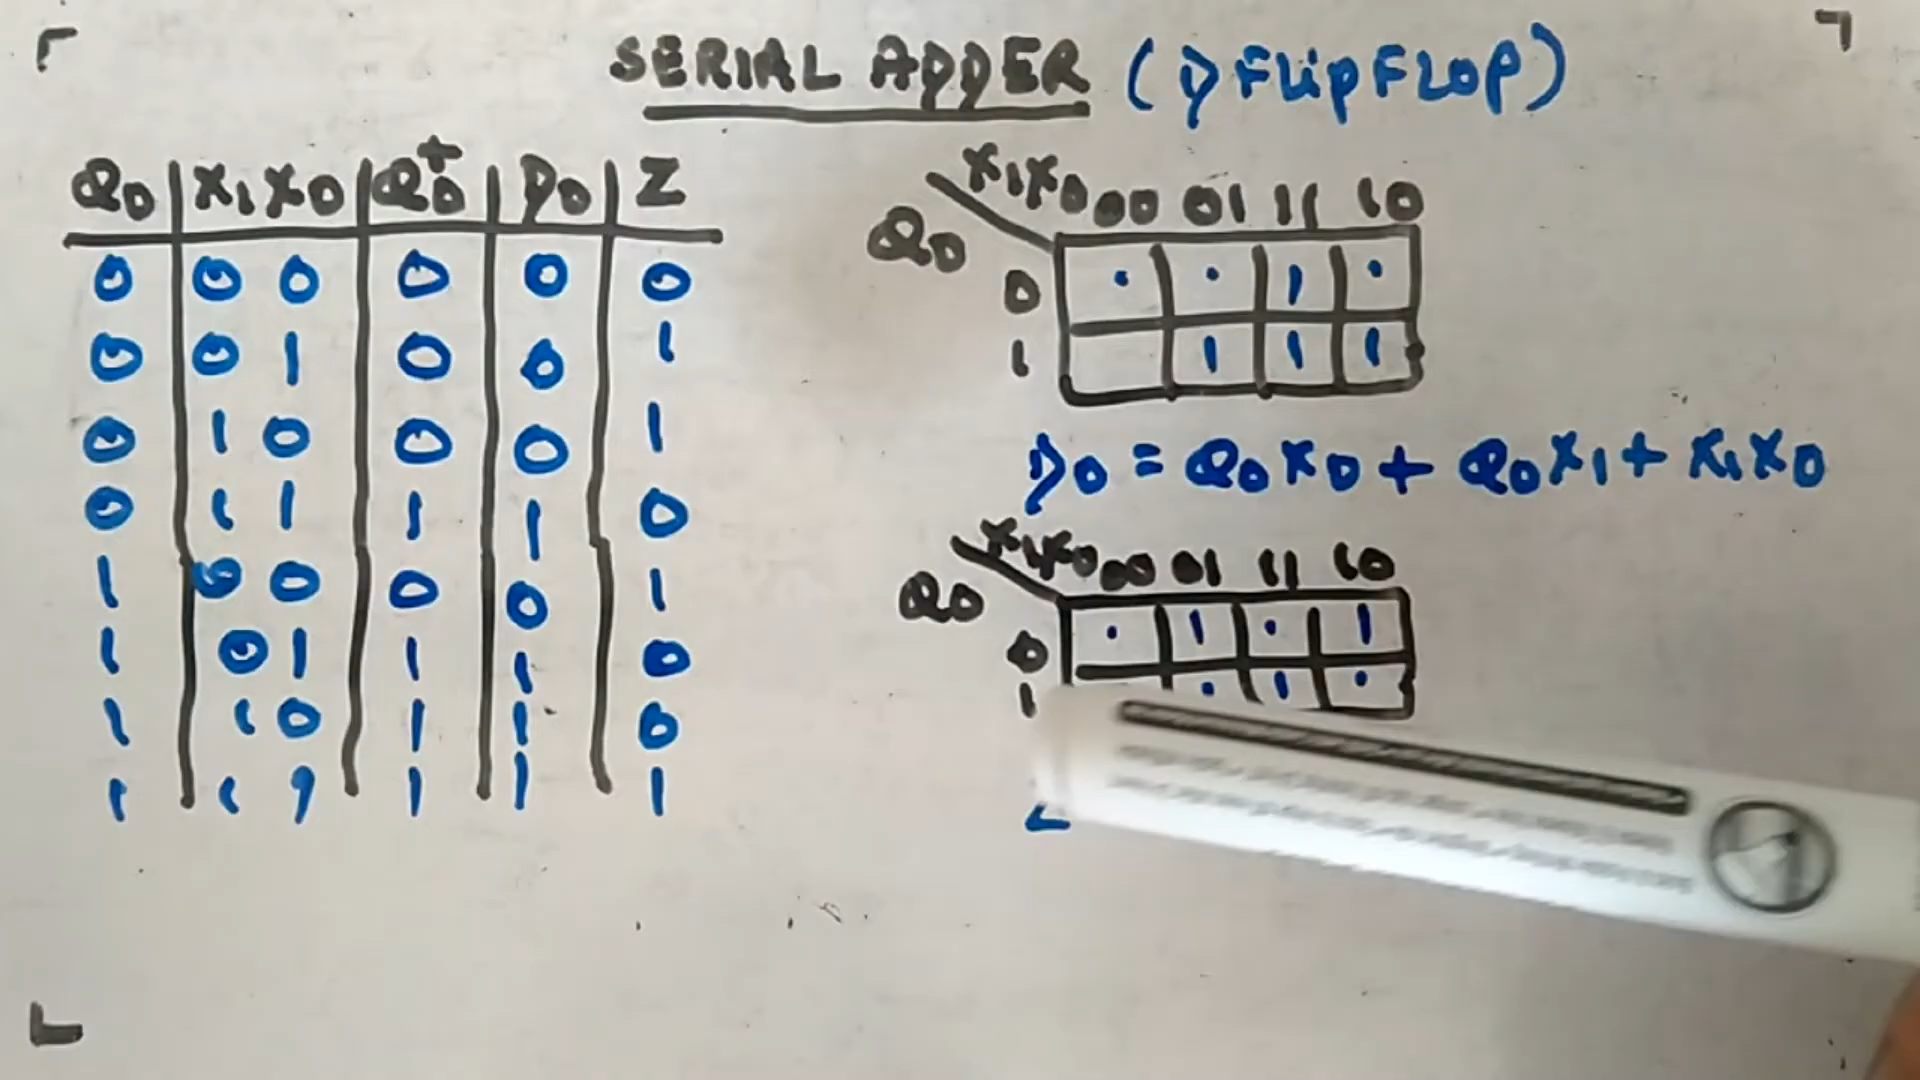 SERIAL ADDER (D FLipFLOP)
Q0 X1 X0 Q0+ D0 Z
0 0 0 0 0 0
0 0 1 0 0 1
0 1 0 0 0 1
0 1 1 1 1 0
1 0 0 0 0 1
1 0 1 1 1 0
1 1 0 1 1 0
1 1 1 1 1 1
X1X0 00 01 11 10
Q0
0 . . 1 .
1 1 1 1
D0 = Q0X0 + Q0X1 + X1X0
X1X0 00 01 11 10
Q0
0 . 1 . 1
1 . 1 .